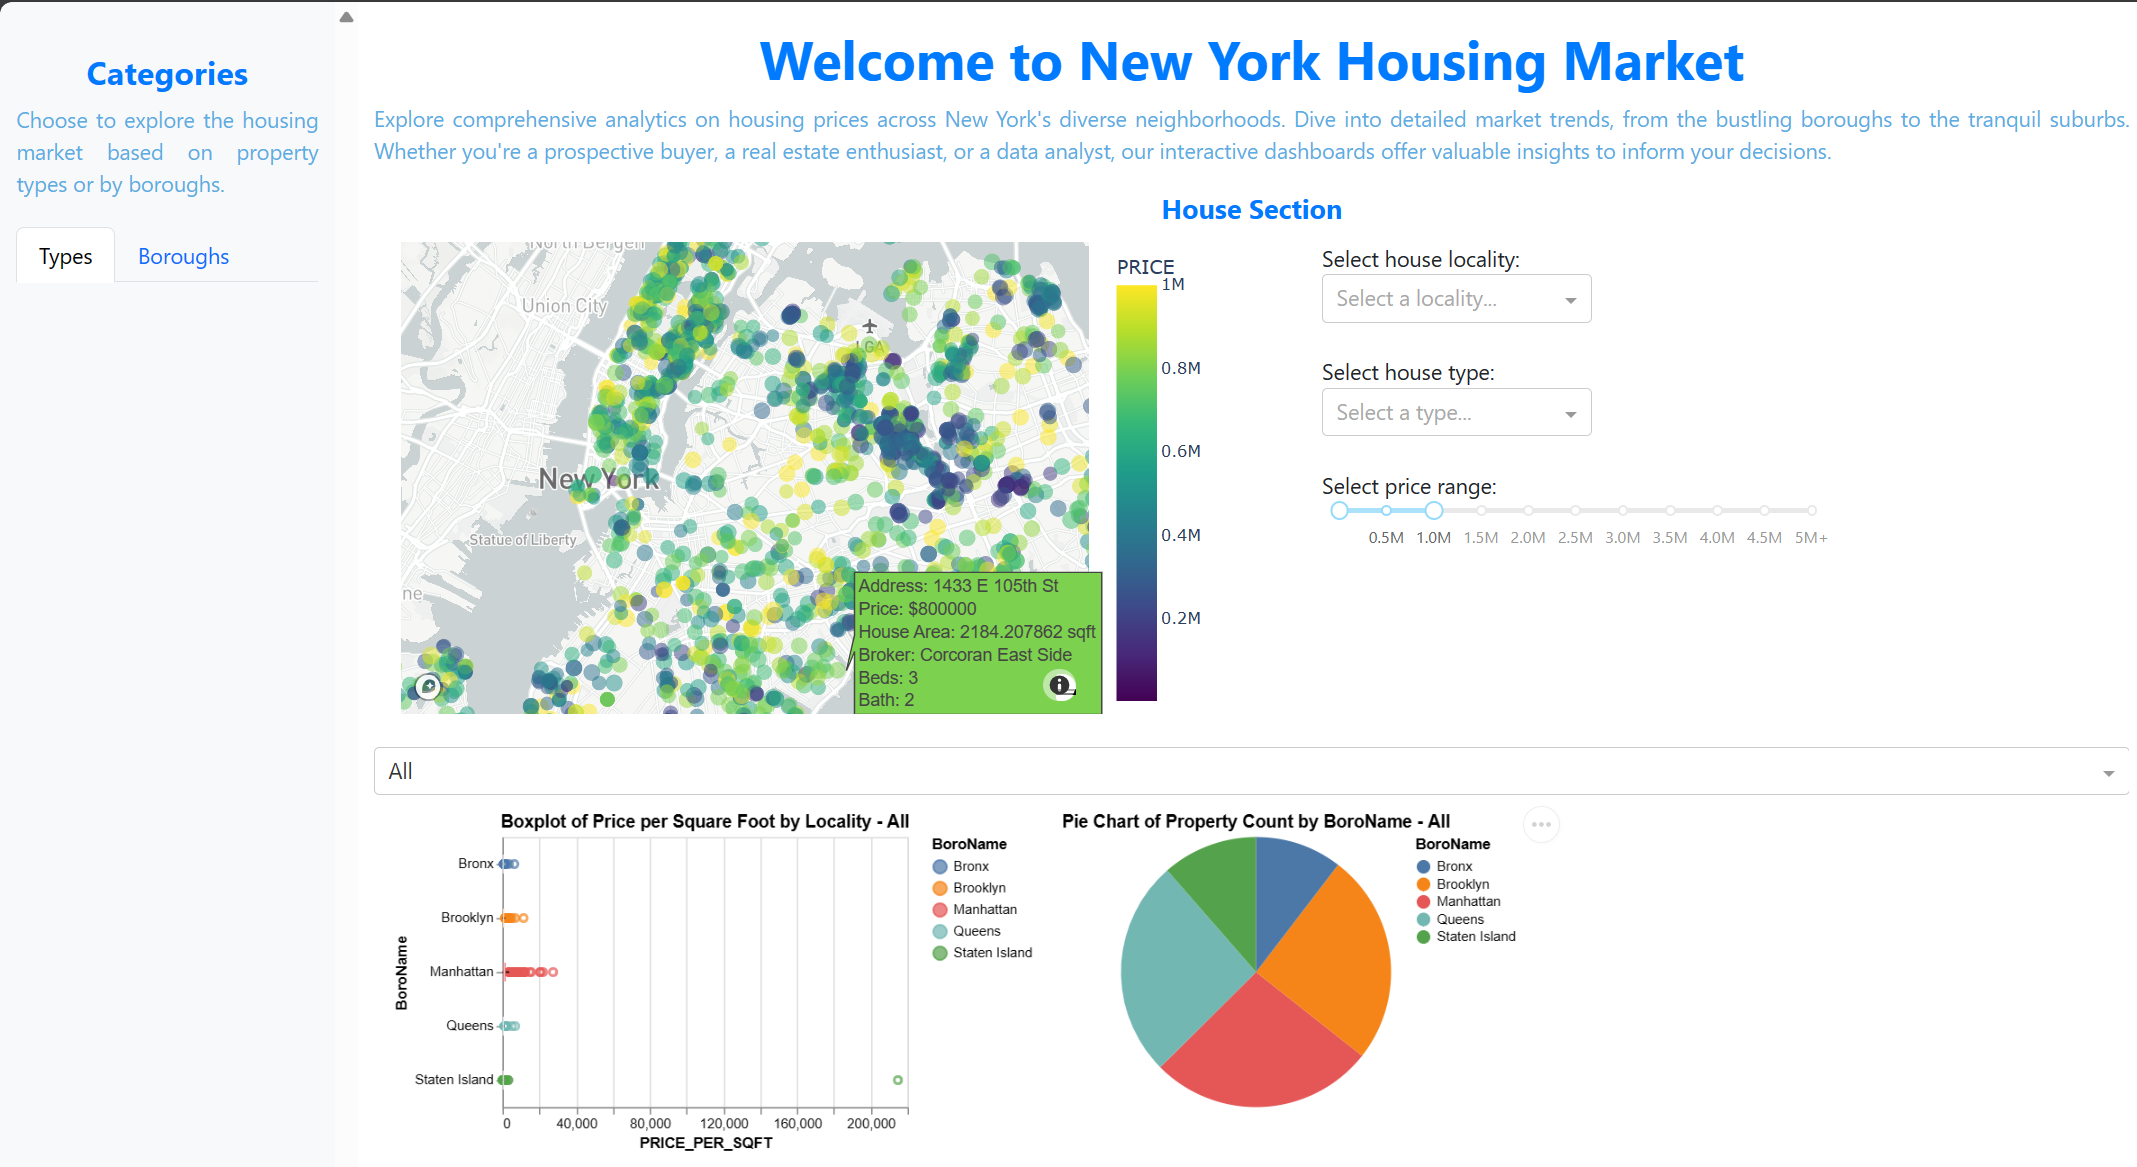 Categories
Choose to explore the housing
market based on property
types or by boroughs.
Types
Boroughs
Welcome to New York Housing Market
Explore comprehensive analytics on housing prices across New York's diverse neighborhoods. Dive into detailed market trends, from the bustling boroughs to the tranquil suburbs.
Whether you're a prospective buyer, a real estate enthusiast, or a data analyst, our interactive dashboards offer valuable insights to inform your decisions.
House Section
North Bergen
Union City
LGA
New York
Statue of Liberty
ne
Address: 1433 E 105th St
Price: $800000
House Area: 2184.207862 sqft
Broker: Corcoran East Side
Beds: 3
Bath: 2
PRICE
1M
0.8M
0.6M
0.4M
0.2M
Select house locality:
Select a locality...
Select house type:
Select a type...
Select price range:
0.5M 1.0M 1.5M 2.0M 2.5M 3.0M 3.5M 4.0M 4.5M 5M+
All
Boxplot of Price per Square Foot by Locality - All
BoroName
Bronx
Brooklyn
Manhattan
Queens
Staten Island
0 40,000 80,000 120,000 160,000 200,000
PRICE_PER_SQFT
BoroName
Bronx
Brooklyn
Manhattan
Queens
Staten Island
Pie Chart of Property Count by BoroName - All
BoroName
Bronx
Brooklyn
Manhattan
Queens
Staten Island